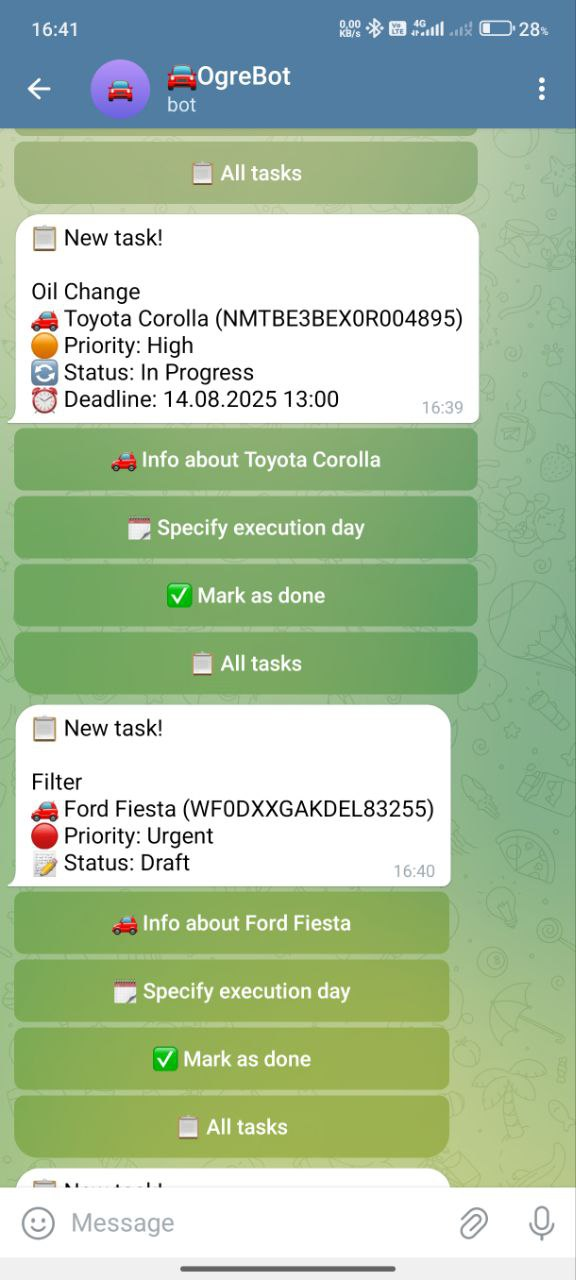 16:41
0,00 KB/s
Vo LTE
4G
28%
🚗OgreBot
bot
📋 All tasks
📋 New task!
Oil Change
🚗 Toyota Corolla (NMTBE3BEX0R004895)
🟠 Priority: High
🔄 Status: In Progress
⏰ Deadline: 14.08.2025 13:00
16:39
🚗 Info about Toyota Corolla
🗓 Specify execution day
✅ Mark as done
📋 All tasks
📋 New task!
Filter
🚗 Ford Fiesta (WF0DXXGAKDEL83255)
🔴 Priority: Urgent
📝 Status: Draft
16:40
🚗 Info about Ford Fiesta
🗓 Specify execution day
✅ Mark as done
📋 All tasks
Message